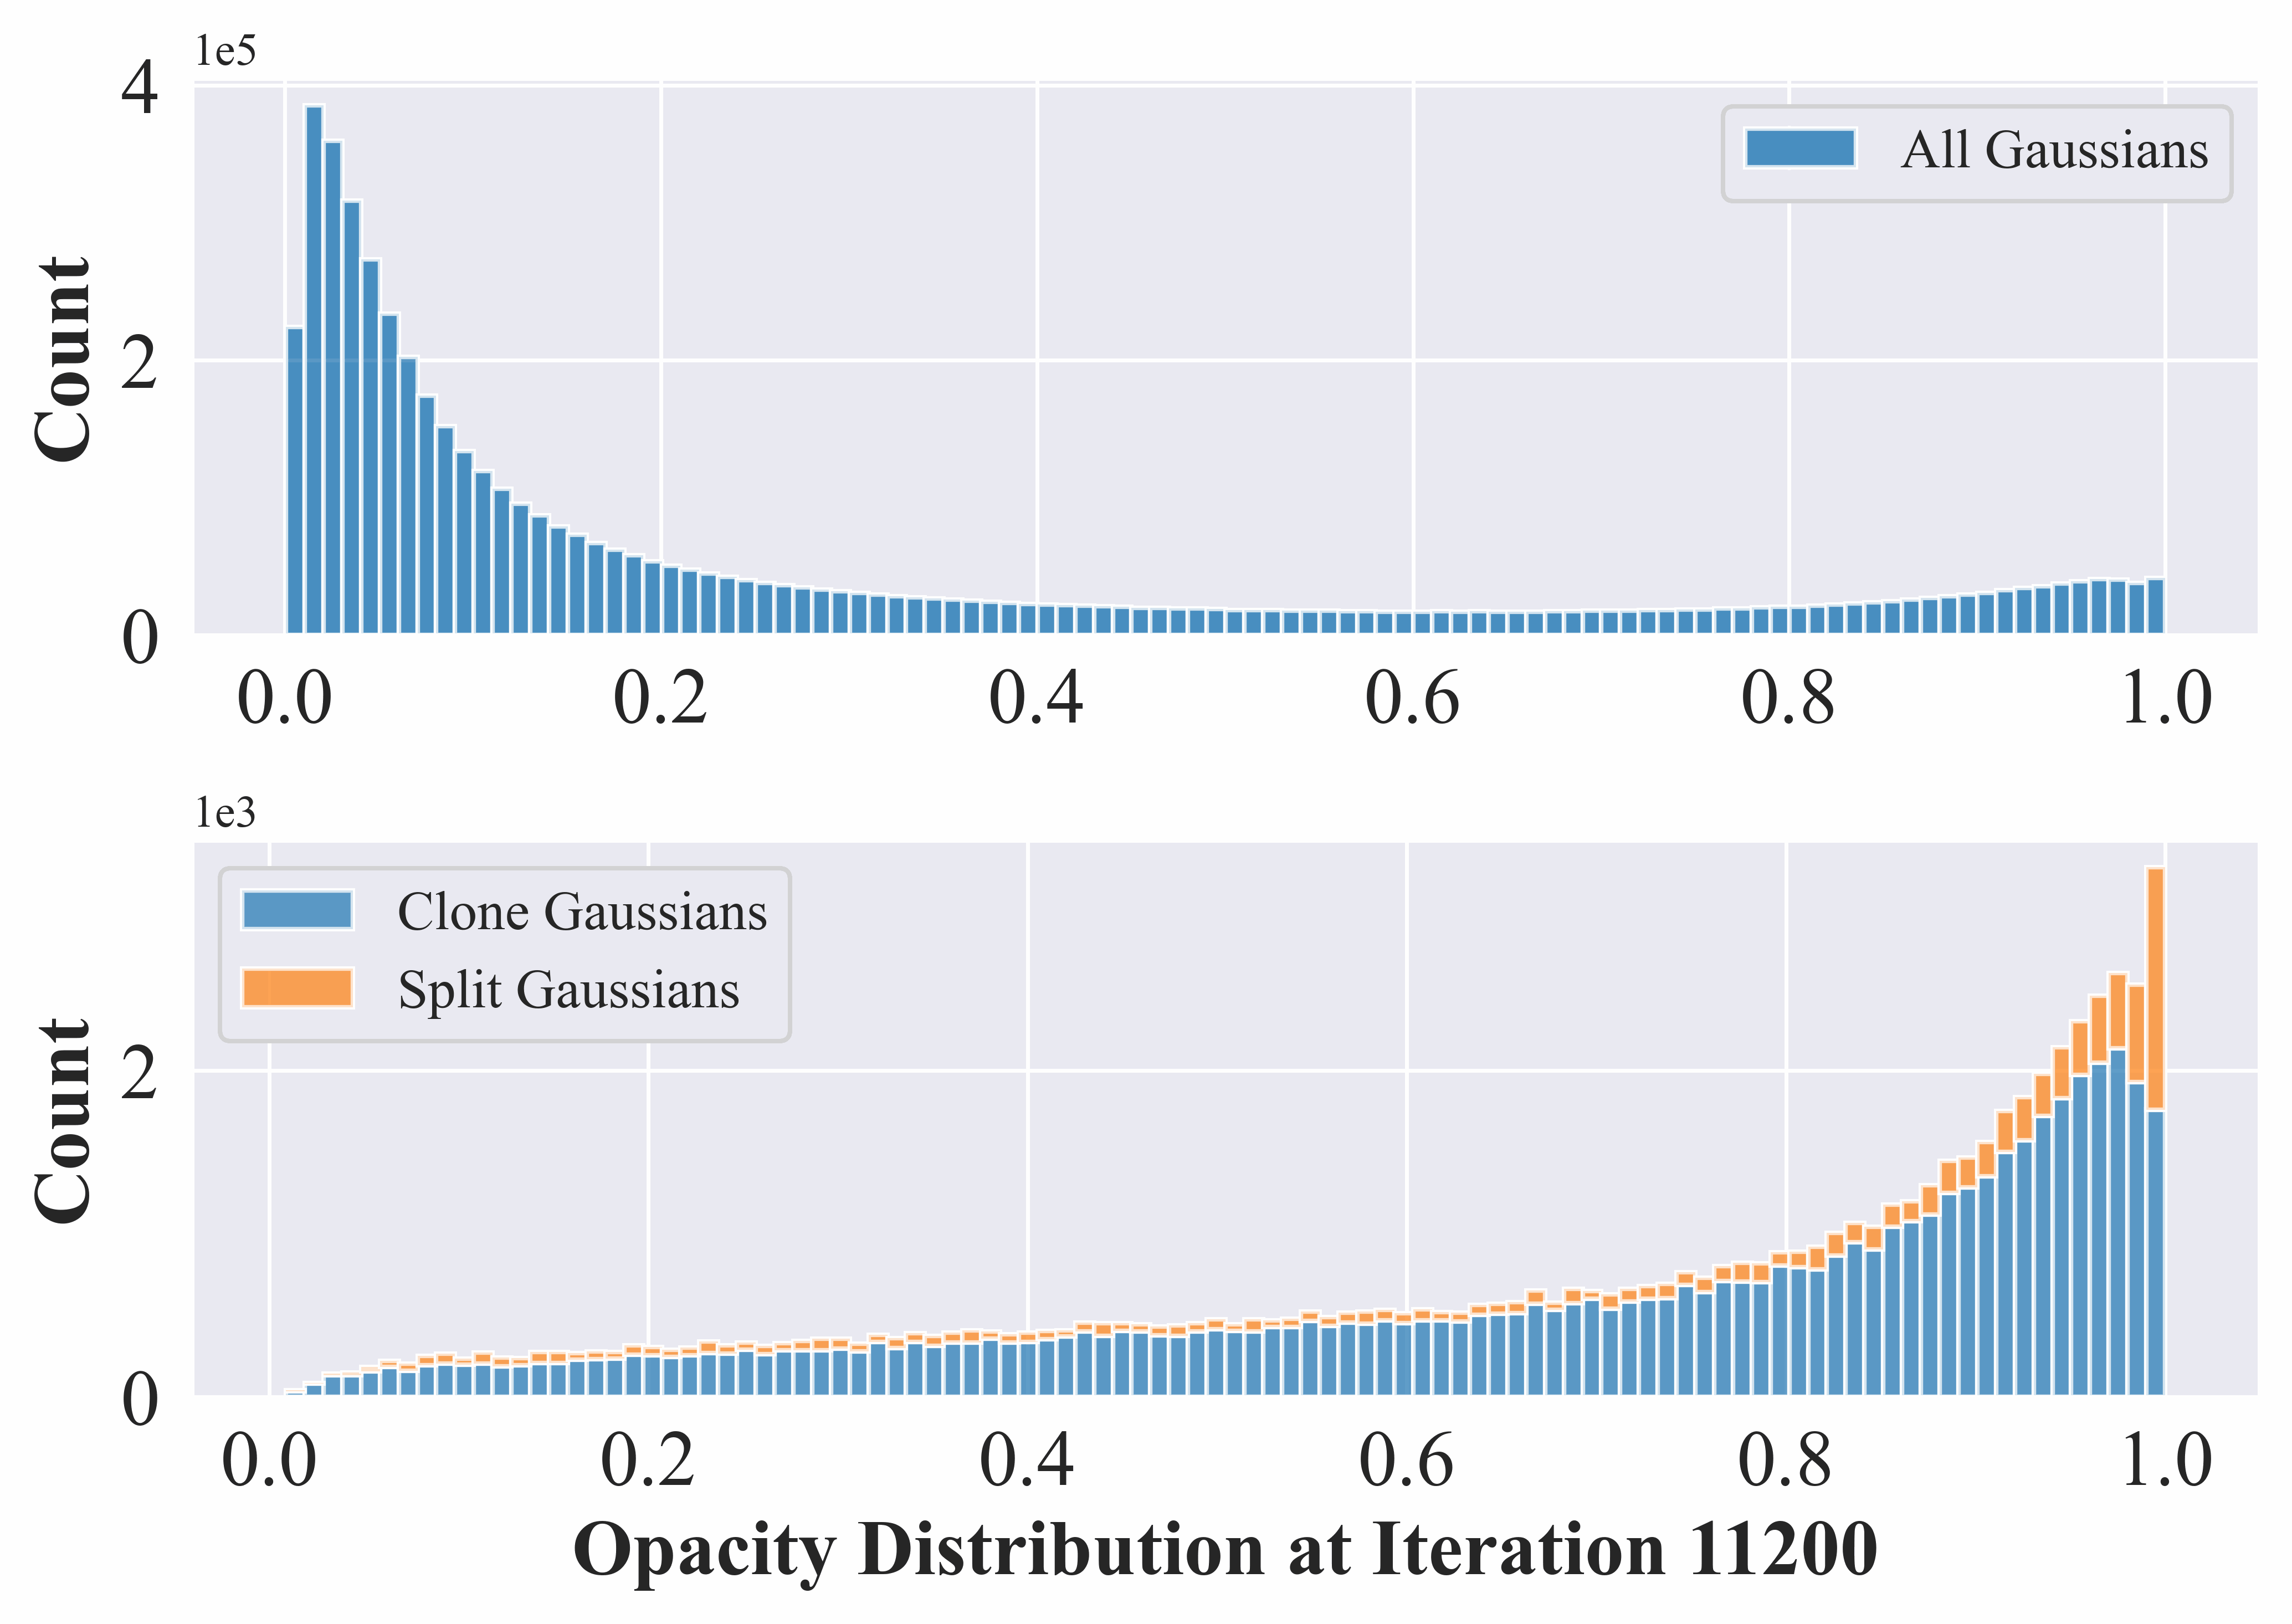 1e5
4
2
0
Count
All Gaussians
0.0 0.2 0.4 0.6 0.8 1.0
1e3
2
0
Count
Clone Gaussians
Split Gaussians
0.0 0.2 0.4 0.6 0.8 1.0
Opacity Distribution at Iteration 11200